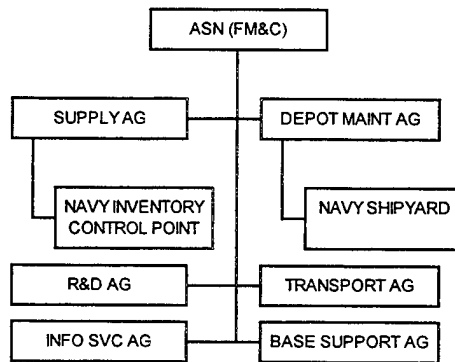 ASN (FM&C)
SUPPLY AG
DEPOT MAINT AG
NAVY INVENTORY
CONTROL POINT
NAVY SHIPYARD
R&D AG
TRANSPORT AG
INFO SVC AG
BASE SUPPORT AG